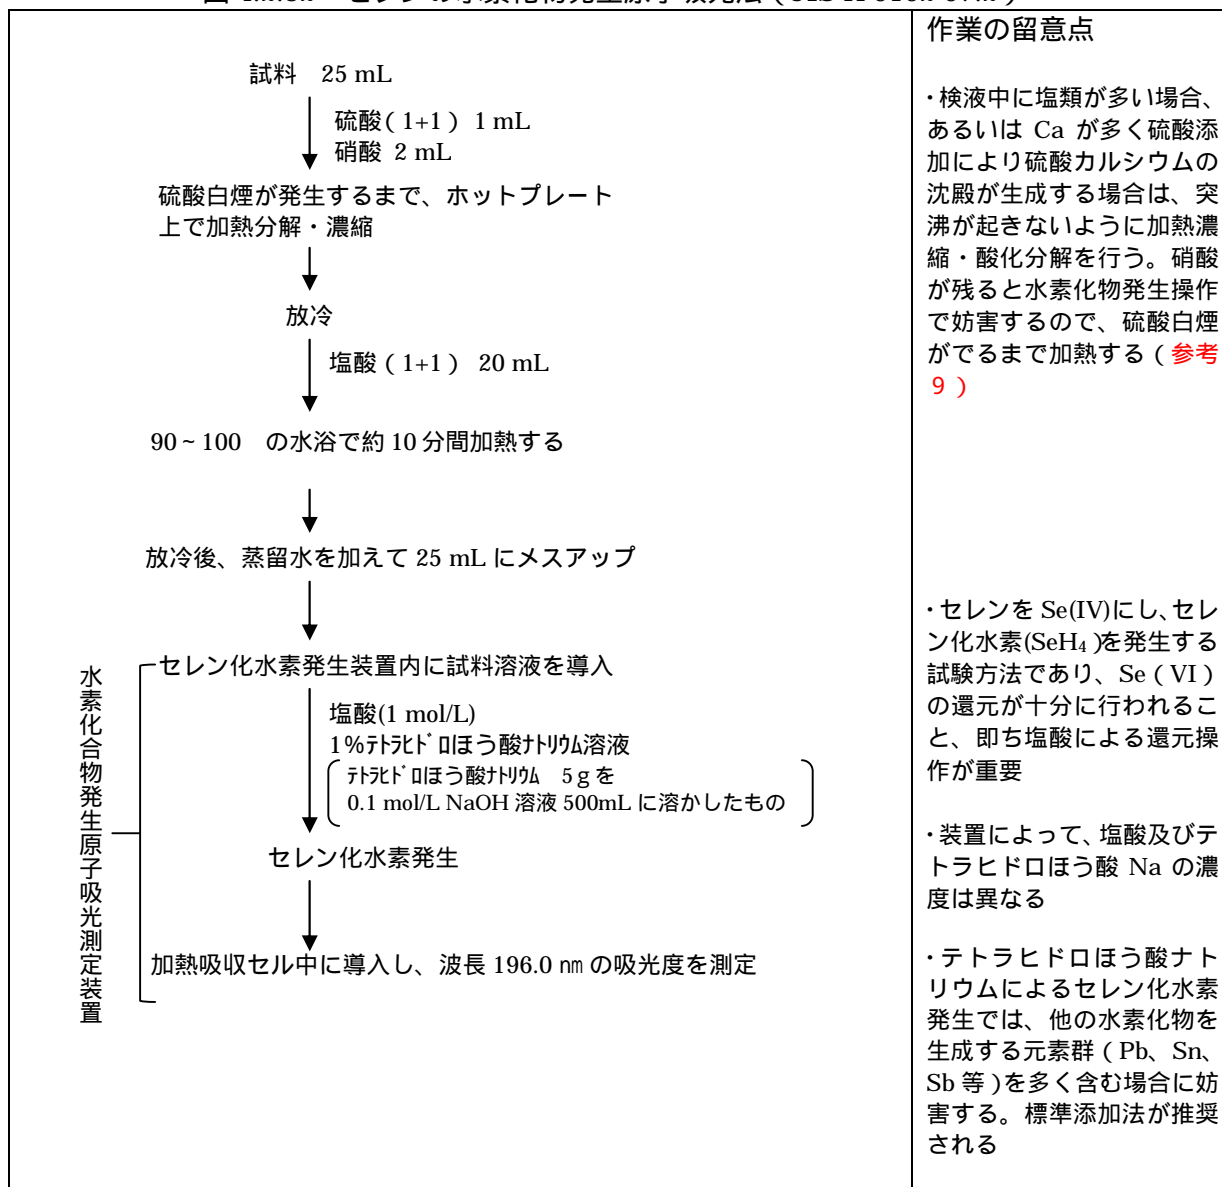 試料　25 mL
硫酸（1+1） 1 mL
硝酸 2 mL
硫酸白煙が発生するまで、ホットプレート
上で加熱分解・濃縮
放冷
塩酸（1+1） 20 mL
90～100　の水浴で約 10 分間加熱する
放冷後、蒸留水を加えて 25 mL にメスアップ
水素化合物発生原子吸光測定装置
セレン化水素発生装置内に試料溶液を導入
塩酸(1 mol/L)
1%ﾃﾄﾗﾋﾄﾞﾛほう酸ﾅﾄﾘｳﾑ溶液
ﾃﾄﾗﾋﾄﾞﾛほう酸ﾅﾄﾘｳﾑ　5ｇを
0.1 mol/L NaOH 溶液 500mL に溶かしたもの
セレン化水素発生
加熱吸収セル中に導入し、波長 196.0 ㎚ の吸光度を測定
作業の留意点
・検液中に塩類が多い場合、
あるいは Ca が多く硫酸添
加により硫酸カルシウムの
沈殿が生成する場合は、突
沸が起きないように加熱濃
縮・酸化分解を行う。硝酸
が残ると水素化物発生操作
で妨害するので、硫酸白煙
がでるまで加熱する（参考
９）
・セレンを Se(IV)にし、セレ
ン化水素(SeH₄)を発生する
試験方法であり、Se（VI）
の還元が十分に行われるこ
と、即ち塩酸による還元操
作が重要
・装置によって、塩酸及びテ
トラヒドロほう酸 Na の濃
度は異なる
・テトラヒドロほう酸ナト
リウムによるセレン化水素
発生では、他の水素化物を
生成する元素群（Pb、Sn、
Sb 等）を多く含む場合に妨
害する。標準添加法が推奨
される